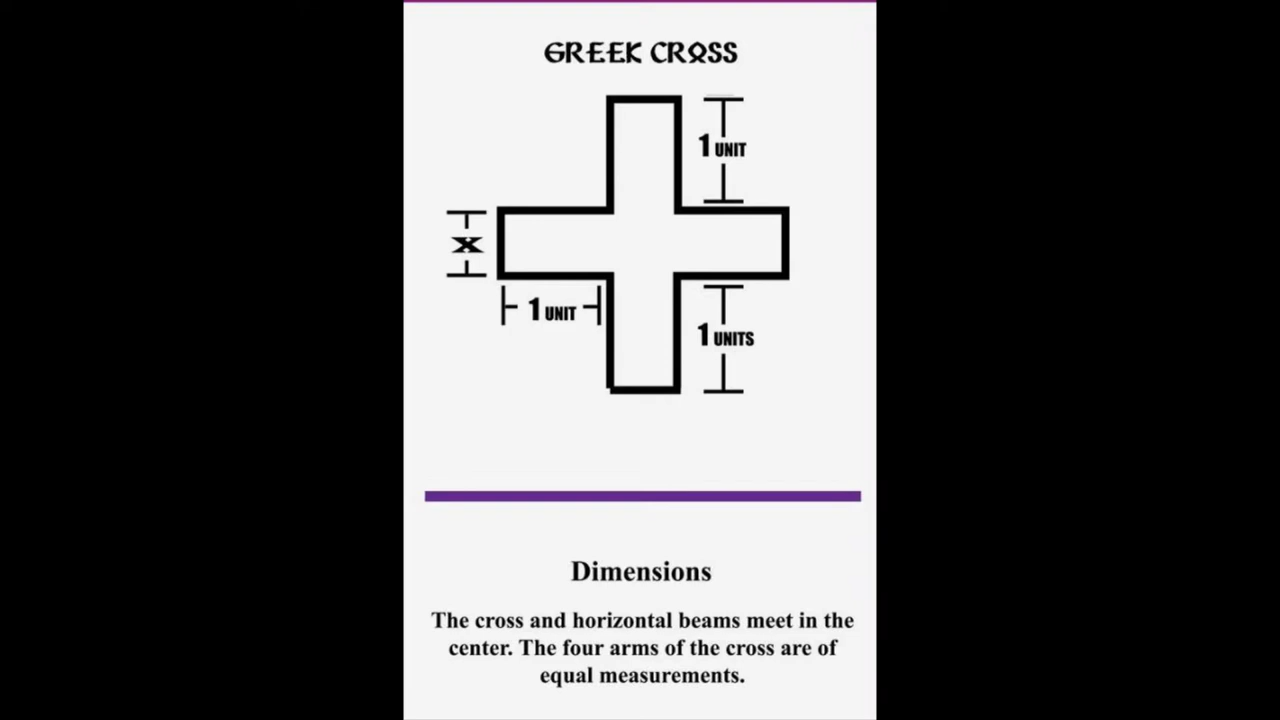 GREEK CROSS
1 UNIT
X
1 UNIT
1 UNITS
Dimensions
The cross and horizontal beams meet in the
center. The four arms of the cross are of
equal measurements.